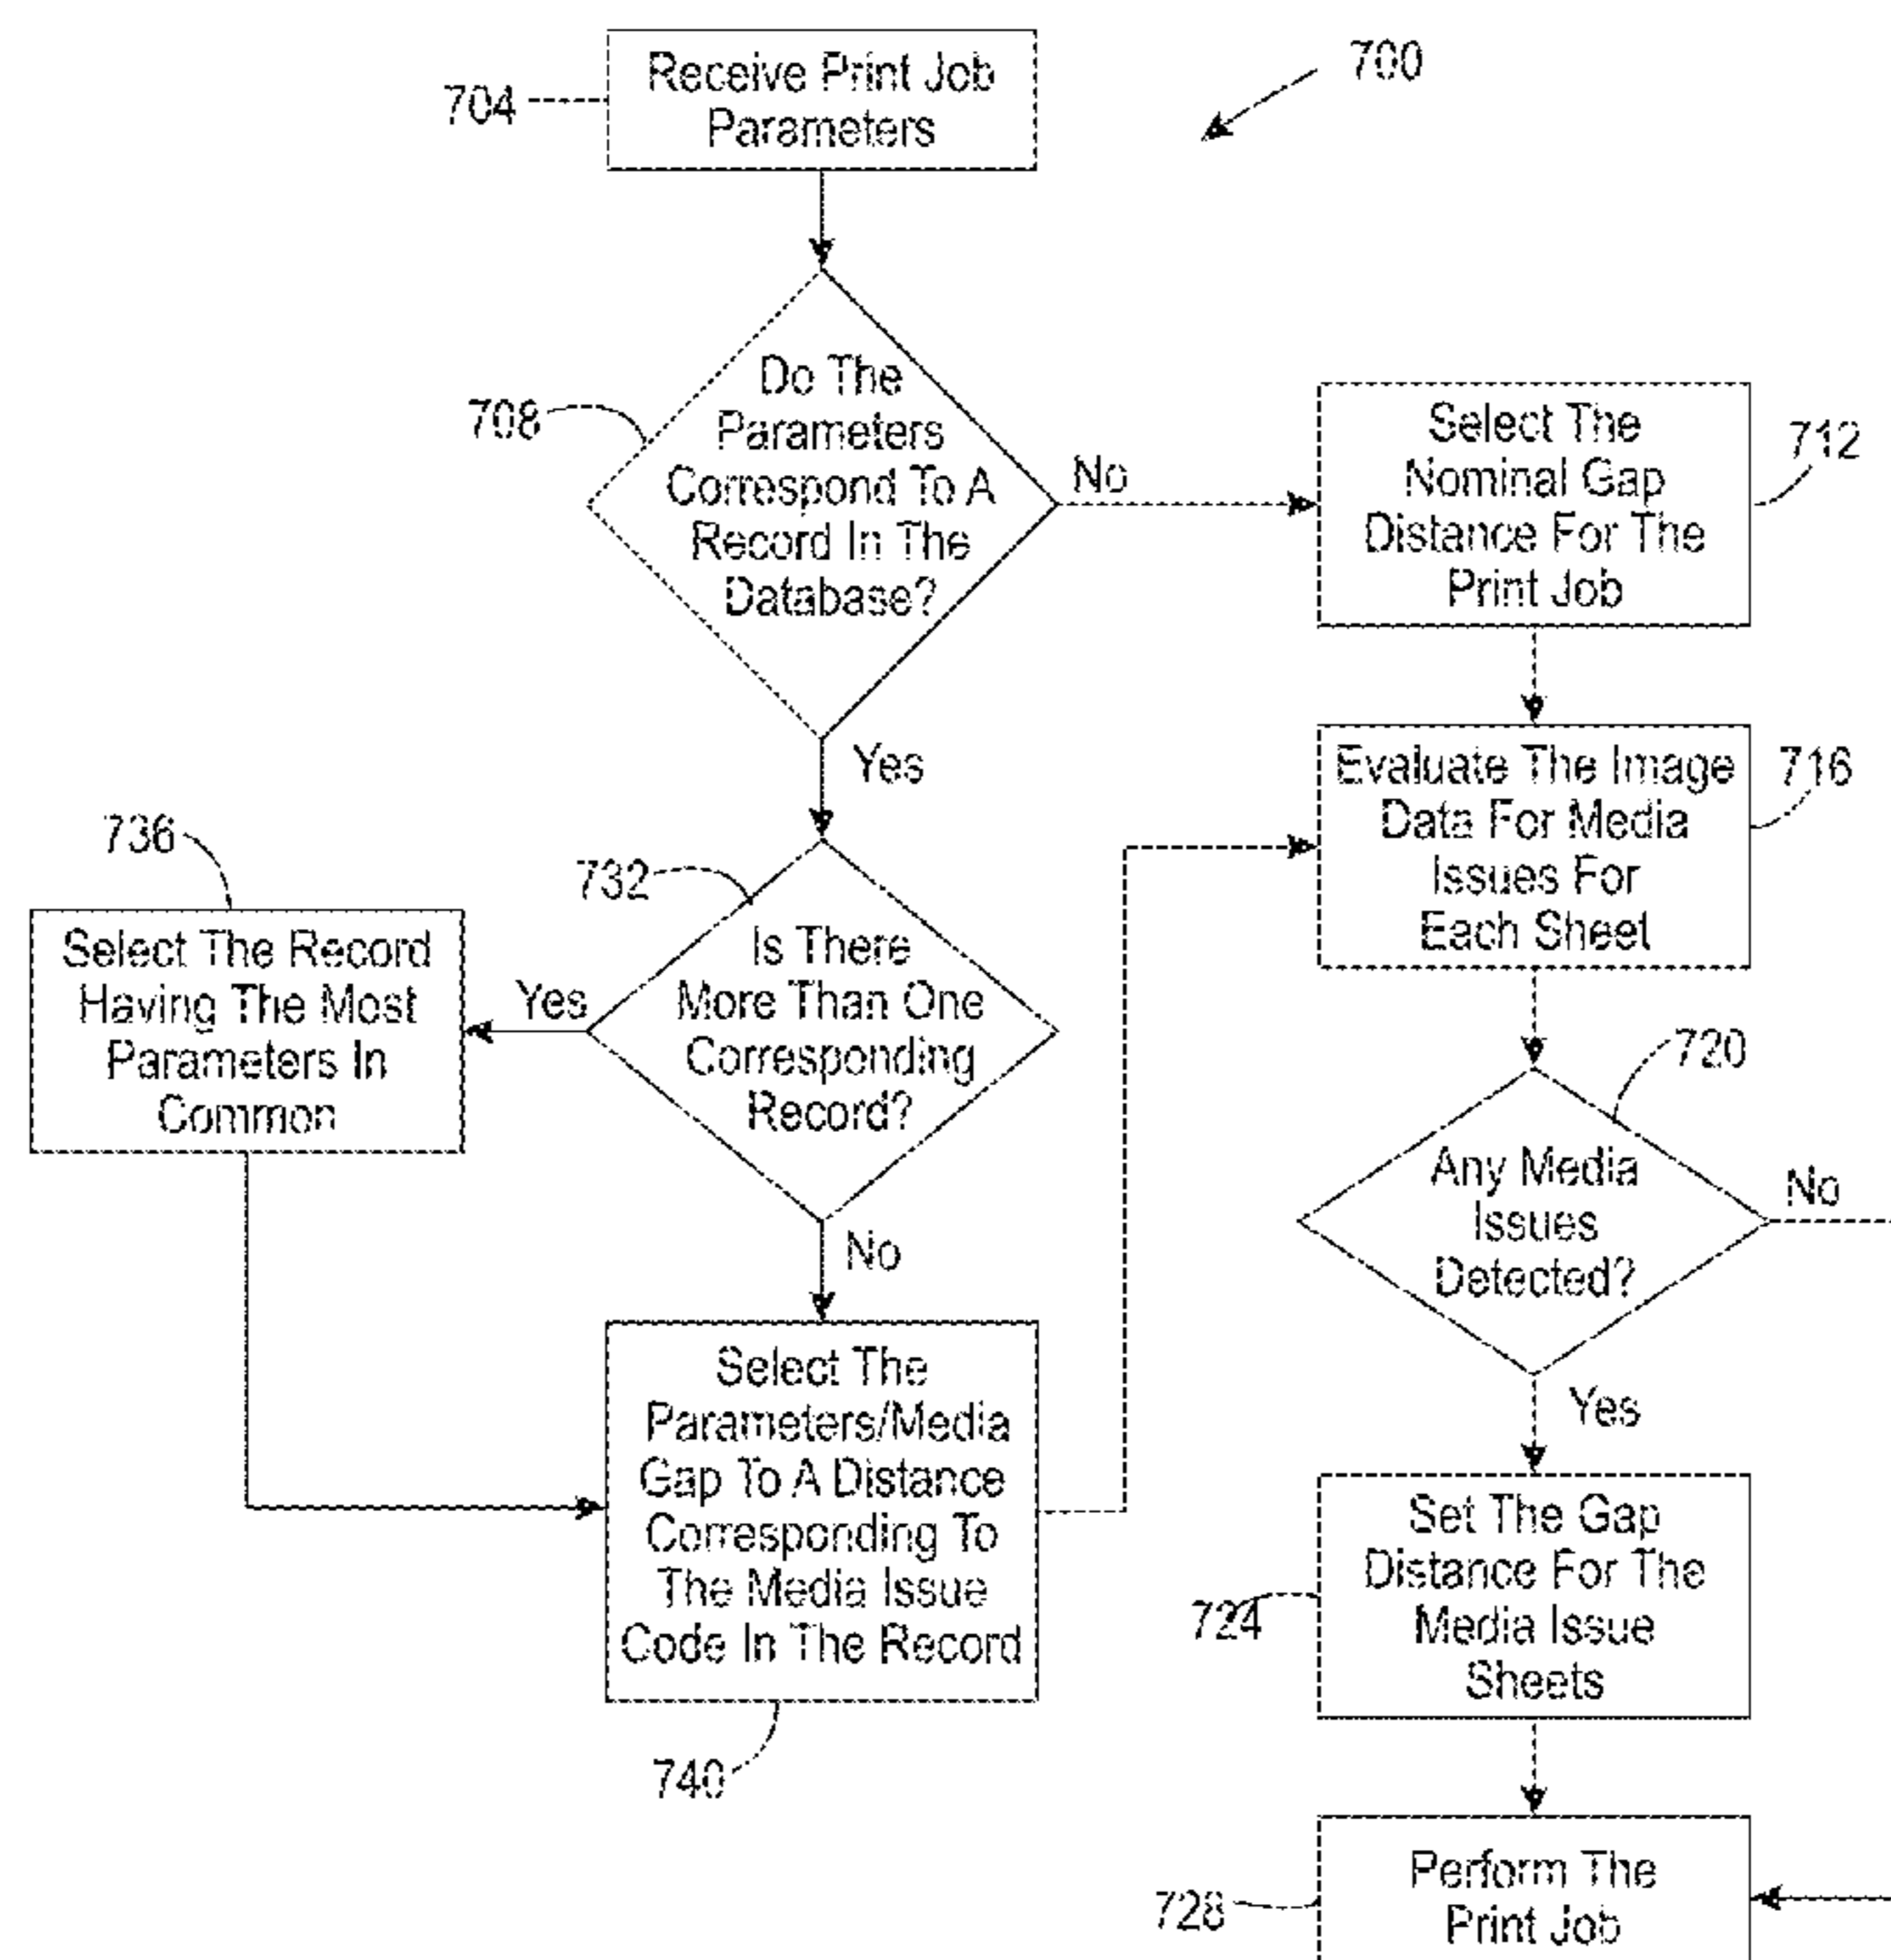 700
704
Receive Print Job
Parameters
708
Do The
Parameters
Correspond To A
Record In The
Database?
No
Yes
Select The
Nominal Gap
Distance For The
Print Job
712
Evaluate The Image
Data For Media
Issues For
Each Sheet
716
736
Select The Record
Having The Most
Parameters In
Common
Yes
732
Is There
More Than One
Corresponding
Record?
No
720
Any Media
Issues
Detected?
No
Yes
Select The
Parameters/Media
Gap To A Distance
Corresponding To
The Media Issue
Code In The Record
740
724
Set The Gap
Distance For The
Media Issue
Sheets
728
Perform The
Print Job